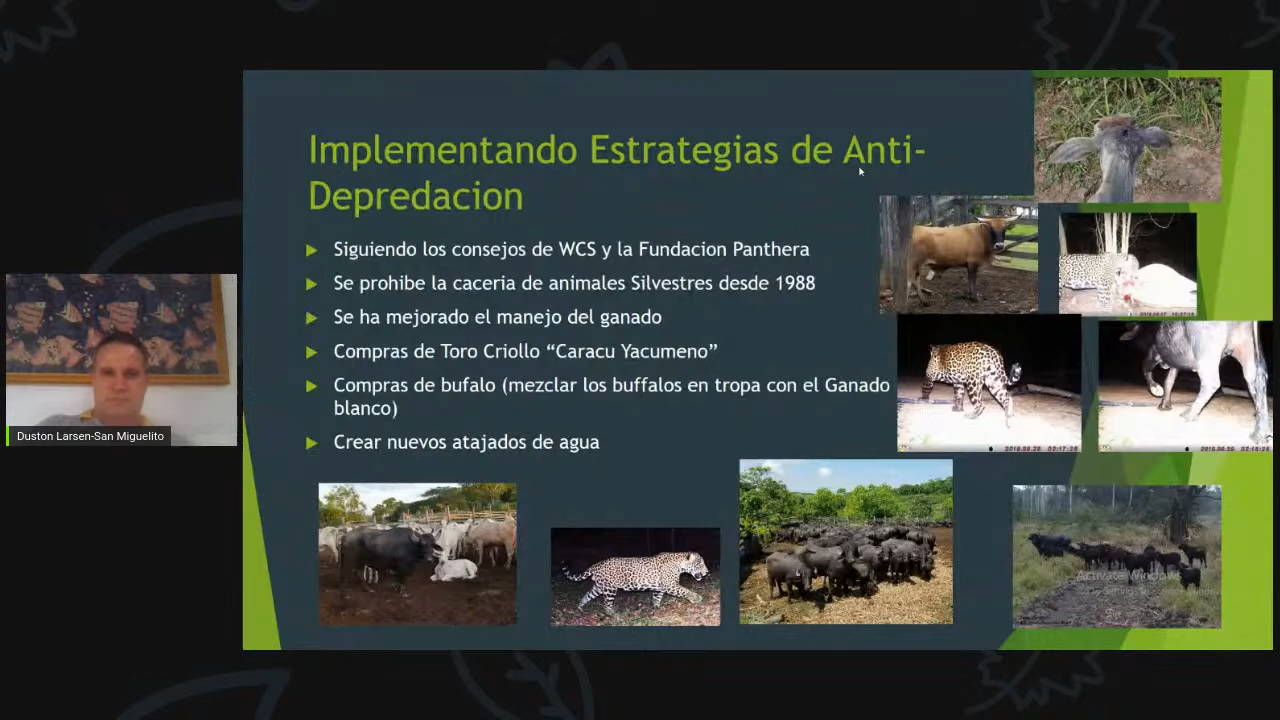 Implementando Estrategias de Anti-
Depredacion
Siguiendo los consejos de WCS y la Fundacion Panthera
Se prohibe la caceria de animales Silvestres desde 1988
Se ha mejorado el manejo del ganado
Compras de Toro Criollo “Caracu Yacumeno”
Compras de bufalo (mezclar los buffalos en tropa con el Ganado
blanco)
Crear nuevos atajados de agua
Duston Larsen-San Miguelito
Activate Windows